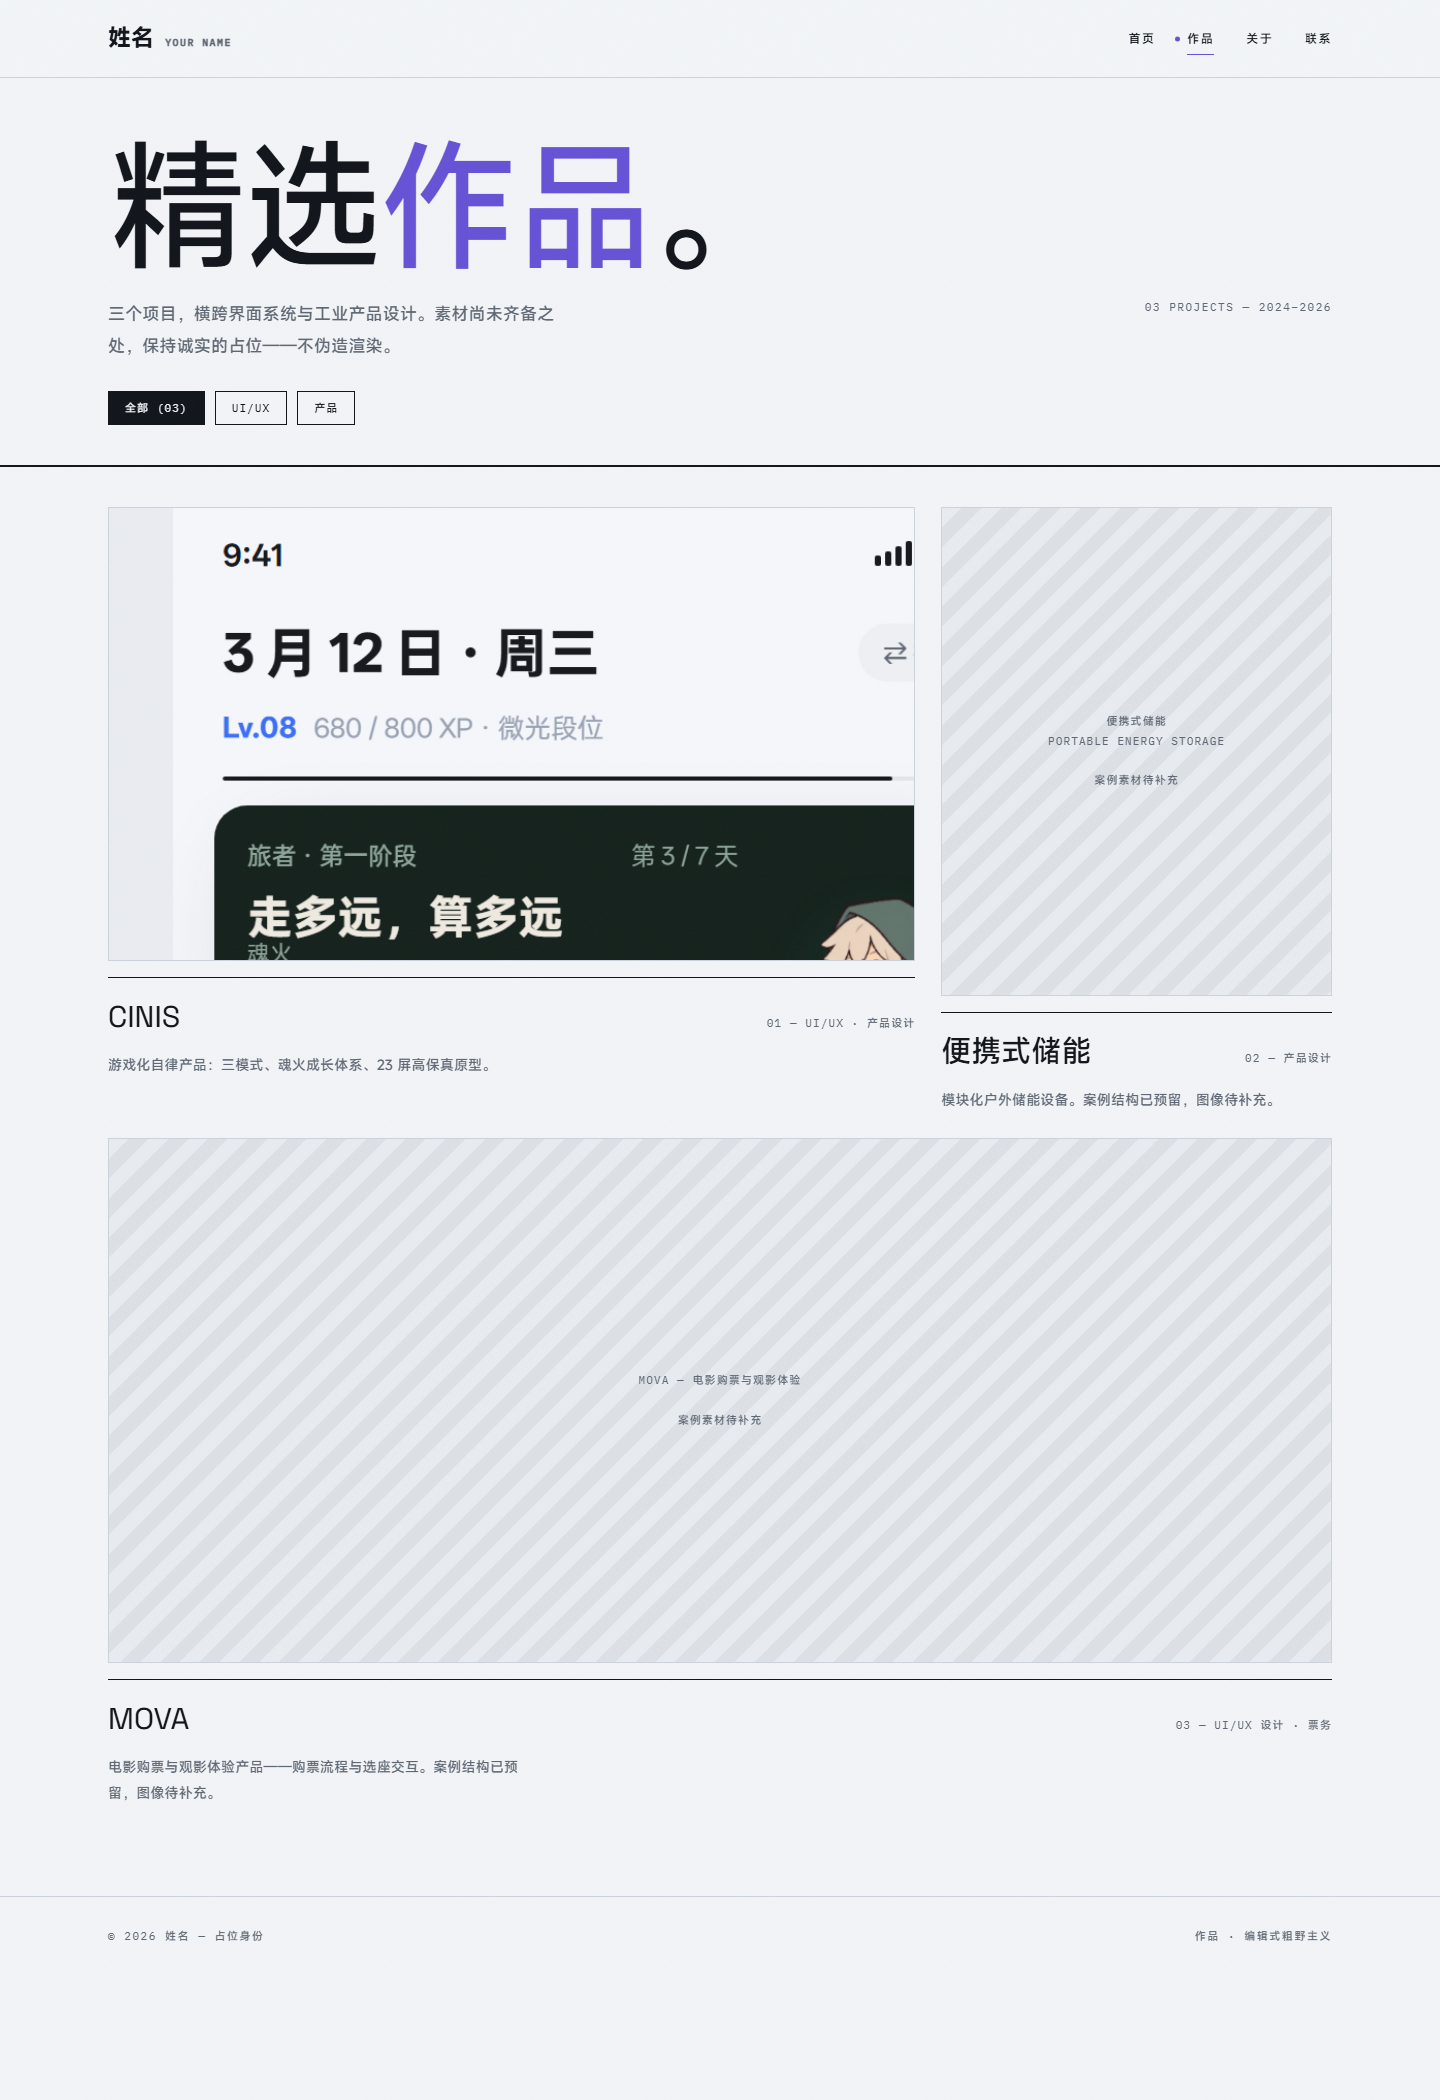 姓名 YOUR NAME
首页 作品 关于 联系
精选作品。
三个项目，横跨界面系统与工业产品设计。素材尚未齐备之
处，保持诚实的占位——不伪造渲染。
03 PROJECTS — 2024–2026
全部 (03) UI/UX 产品
9:41
3 月 12 日 · 周三
Lv.08 680 / 800 XP · 微光段位
旅者 · 第一阶段 第 3 / 7 天
走多远，算多远
魂火
CINIS
01 — UI/UX · 产品设计
游戏化自律产品：三模式、魂火成长体系、23 屏高保真原型。
便携式储能
PORTABLE ENERGY STORAGE
案例素材待补充
便携式储能
02 — 产品设计
模块化户外储能设备。案例结构已预留，图像待补充。
MOVA — 电影购票与观影体验
案例素材待补充
MOVA
03 — UI/UX 设计 · 票务
电影购票与观影体验产品——购票流程与选座交互。案例结构已预
留，图像待补充。
© 2026 姓名 — 占位身份
作品 · 编辑式粗野主义